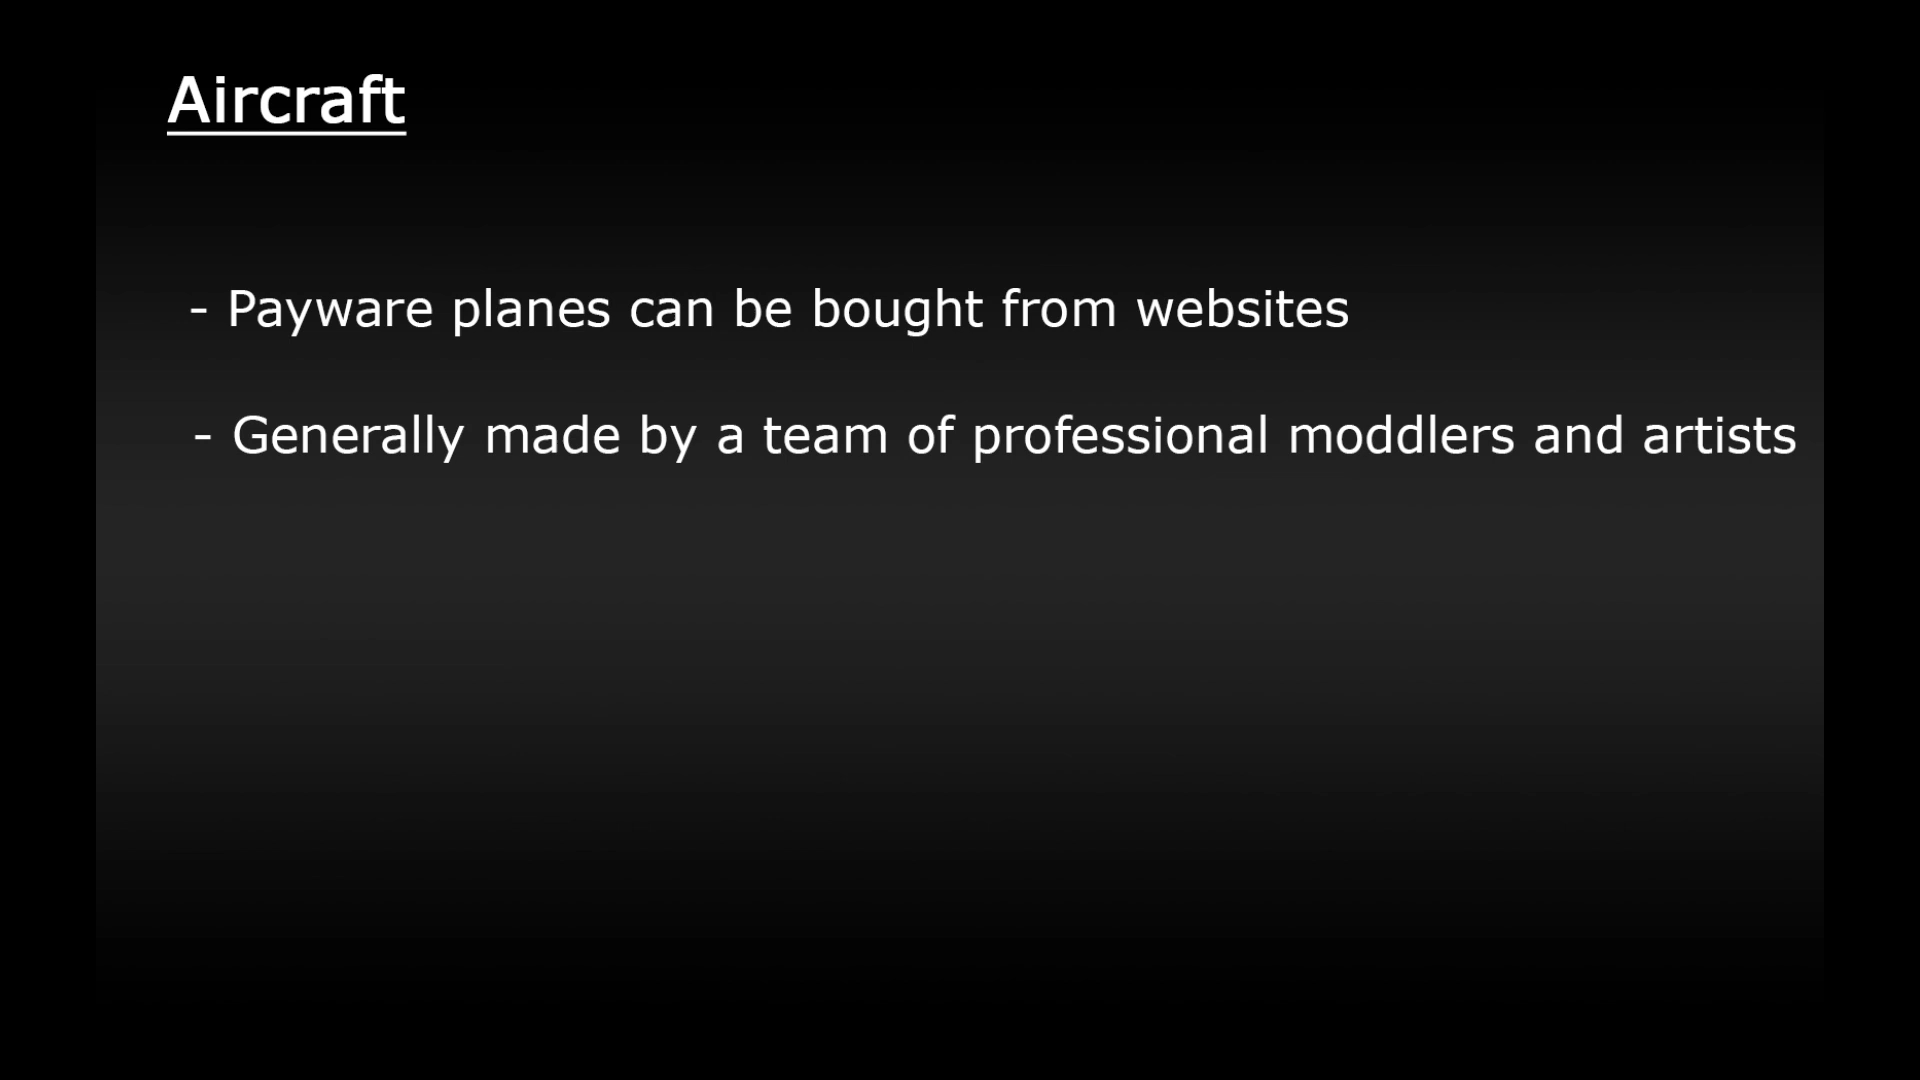 Aircraft
- Payware planes can be bought from websites
- Generally made by a team of professional moddlers and artists